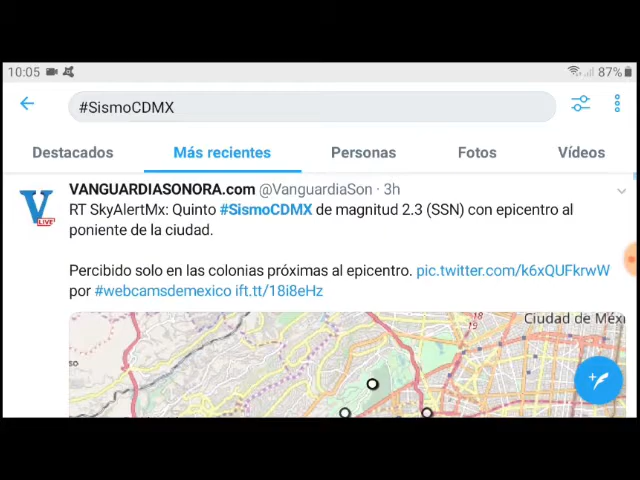 10:05
87%
#SismoCDMX
Destacados Más recientes Personas Fotos Vídeos
VANGUARDIASONORA.com @VanguardiaSon · 3h
RT SkyAlertMx: Quinto #SismoCDMX de magnitud 2.3 (SSN) con epicentro al
poniente de la ciudad.
Percibido solo en las colonias próximas al epicentro. pic.twitter.com/k6xQUFkrwW
por #webcamsdemexico ift.tt/18i8eHz
V
LIVE!
Ciudad de Méxi